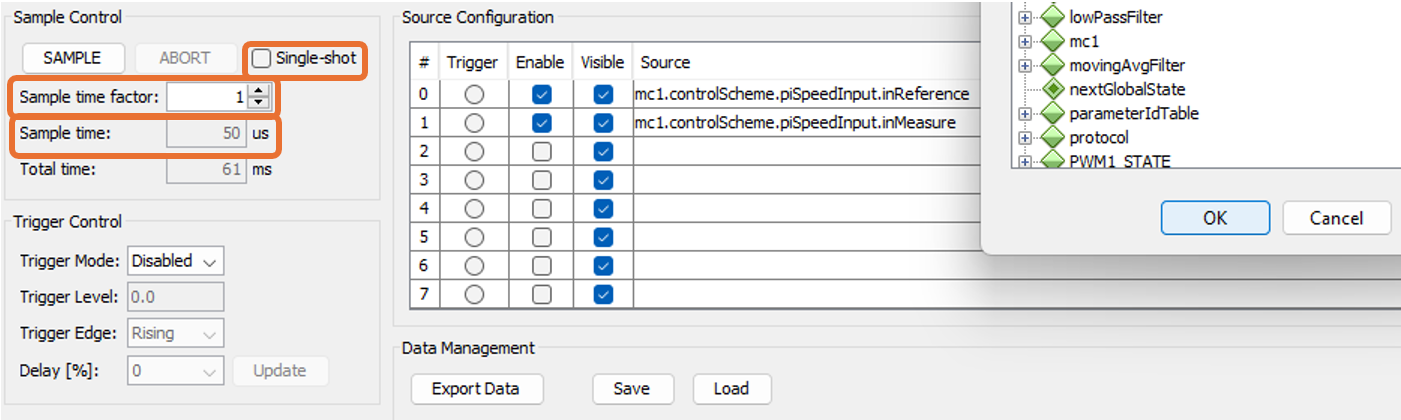 Sample Control
SAMPLE
ABORT
Single-shot
Sample time factor:
1
Sample time:
50
us
Total time:
61
ms
Trigger Control
Trigger Mode:
Disabled
Trigger Level:
0.0
Trigger Edge:
Rising
Delay [%]:
0
Update
Source Configuration
# Trigger Enable Visible Source
0 mc1.controlScheme.piSpeedInput.inReference
1 mc1.controlScheme.piSpeedInput.inMeasure
2
3
4
5
6
7
Data Management
Export Data
Save
Load
lowPassFilter
mc1
movingAvgFilter
nextGlobalState
parameterIdTable
protocol
PWM1_STATE
OK
Cancel